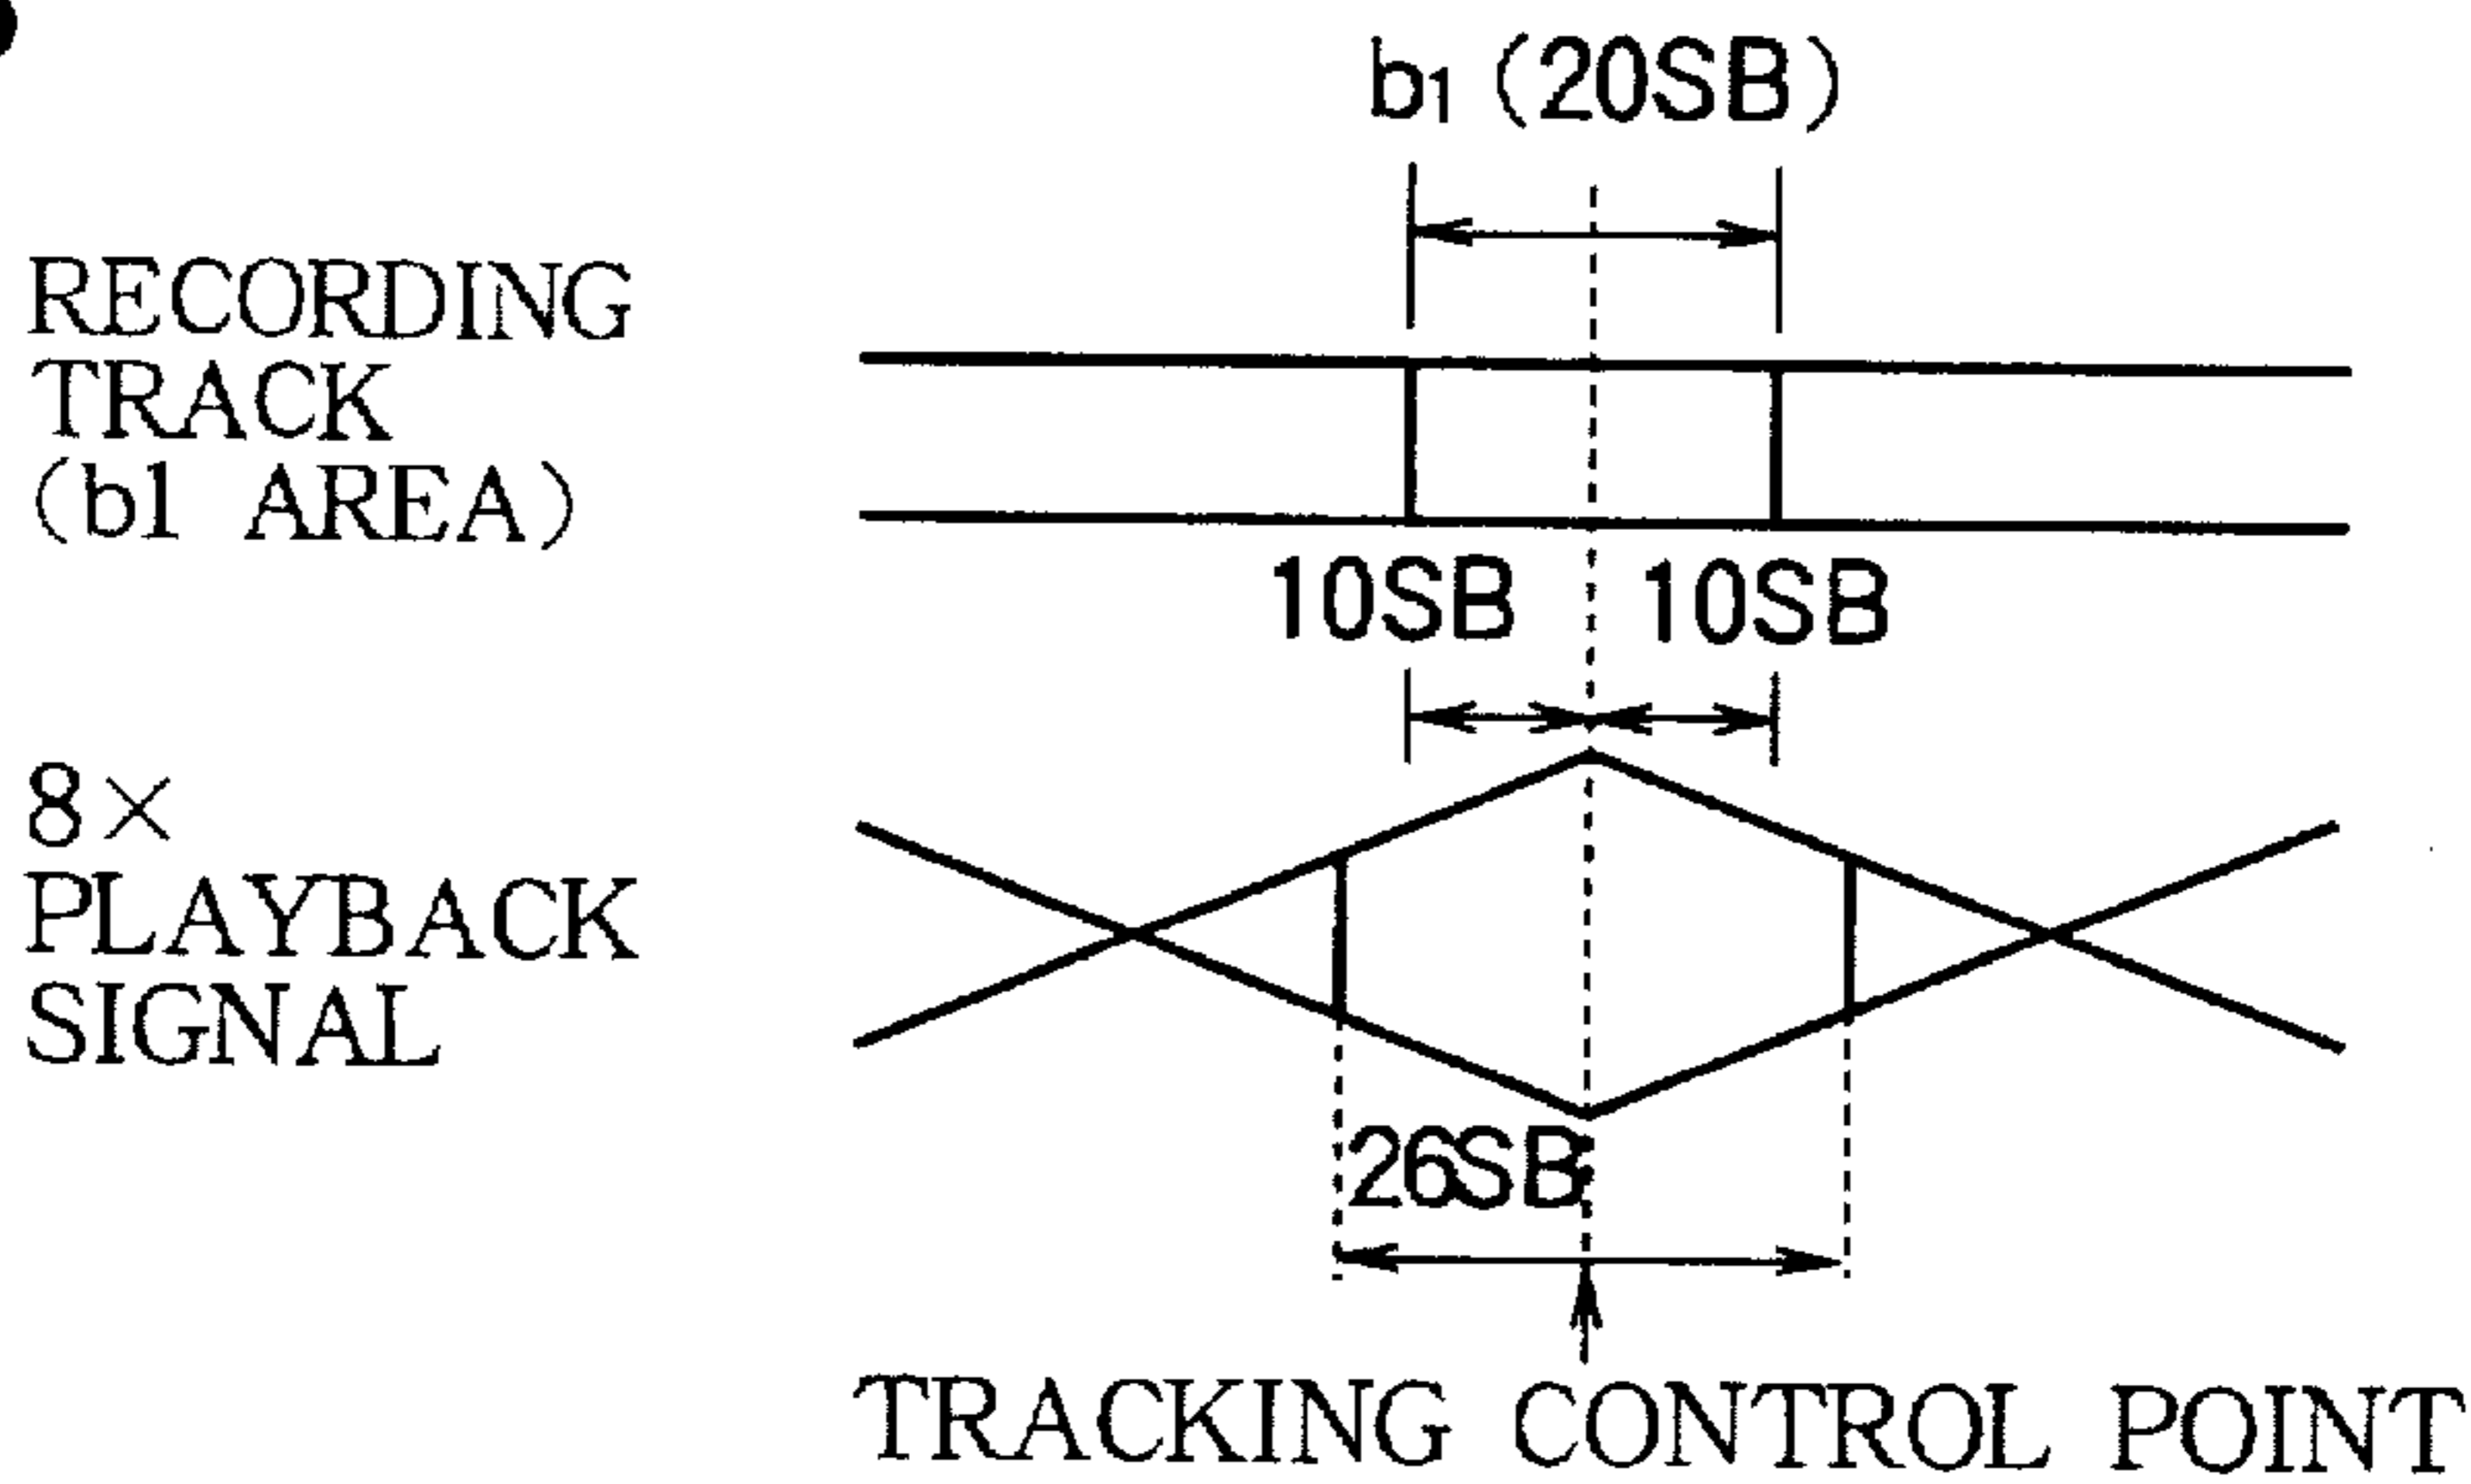 b1 (20SB)
RECORDING
TRACK
(b1 AREA)
10SB 10SB
8×
PLAYBACK
SIGNAL
26SB
TRACKING CONTROL POINT